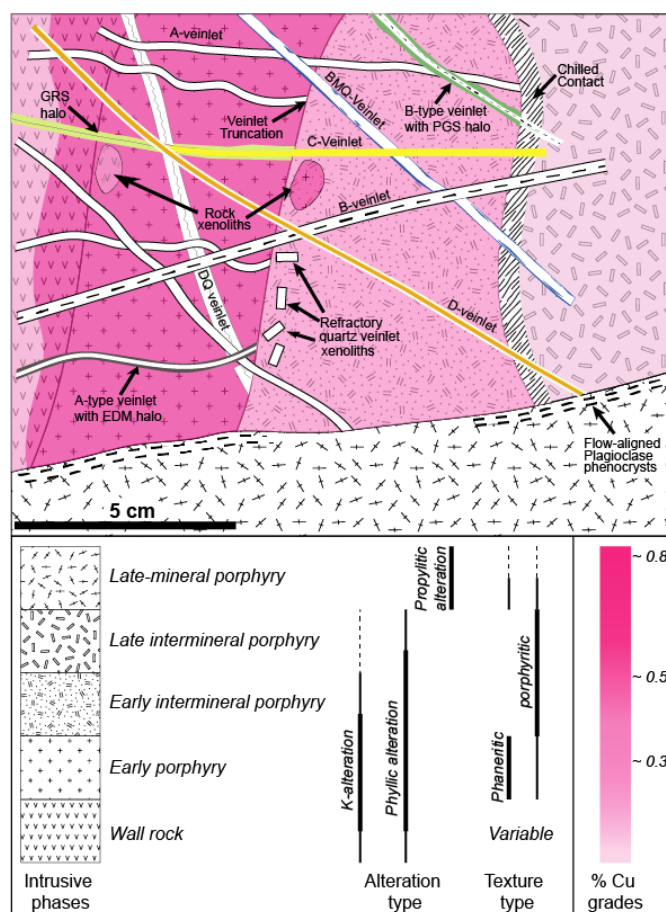 A-veinlet
GRS
halo
Veinlet
Truncation
BMQ-Veinlet
B-type veinlet
with PGS halo
Chilled
Contact
C-Veinlet
Rock
xenoliths
B-veinlet
DQ-veinlet
Refractory
quartz veinlet
xenoliths
D-veinlet
A-type veinlet
with EDM halo
Flow-aligned
Plagioclase
phenocrysts
5 cm
Late-mineral porphyry
Late intermineral porphyry
Early intermineral porphyry
Early porphyry
Wall rock
K-alteration
Phyllic alteration
Propylitic
alteration
Phaneritic
porphyritic
Variable
~ 0.8
~ 0.5
~ 0.3
Intrusive
phases
Alteration
type
Texture
type
% Cu
grades